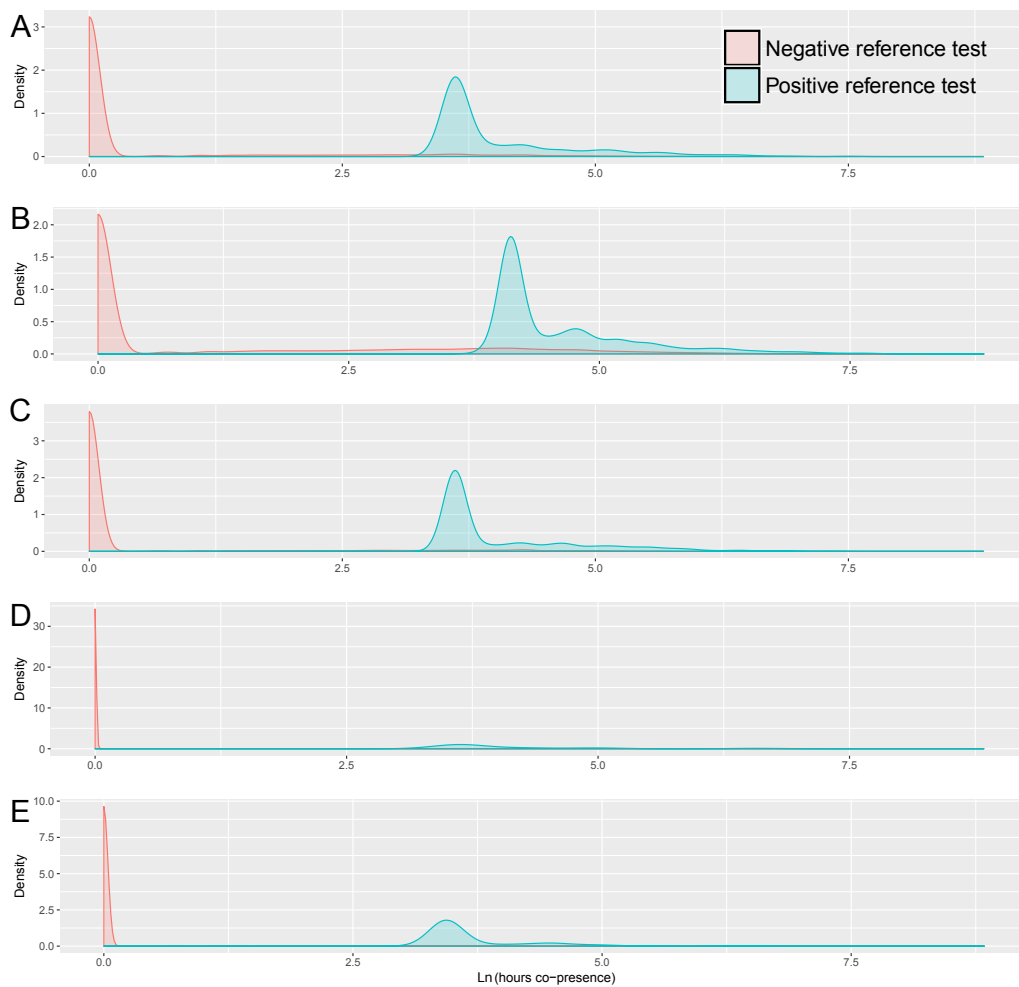 A
Density
3
2
1
0
0.0 2.5 5.0 7.5
Negative reference test
Positive reference test
B
Density
2.0
1.5
1.0
0.5
0.0
0.0 2.5 5.0 7.5
C
Density
3
2
1
0
0.0 2.5 5.0 7.5
D
Density
30
20
10
0
0.0 2.5 5.0 7.5
E
Density
10.0
7.5
5.0
2.5
0.0
0.0 2.5 5.0 7.5
Ln(hours co−presence)